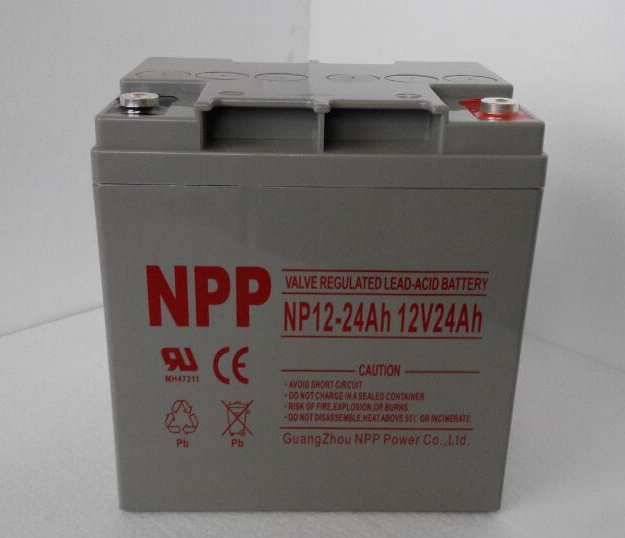 NPP
VALVE REGULATED LEAD-ACID BATTERY
NP12-24Ah 12V24Ah
MH47211
CE
CAUTION
· AVOID SHORT CIRCUIT
· DO NOT CHARGE IN A SEALED CONTAINER
· RISK OF FIRE,EXPLOSION,OR BURNS.
· DO NOT DISASSEMBLE,HEAT ABOVE 55℃ OR INCINERATE.
Pb
Pb
GuangZhou NPP Power Co.,Ltd.